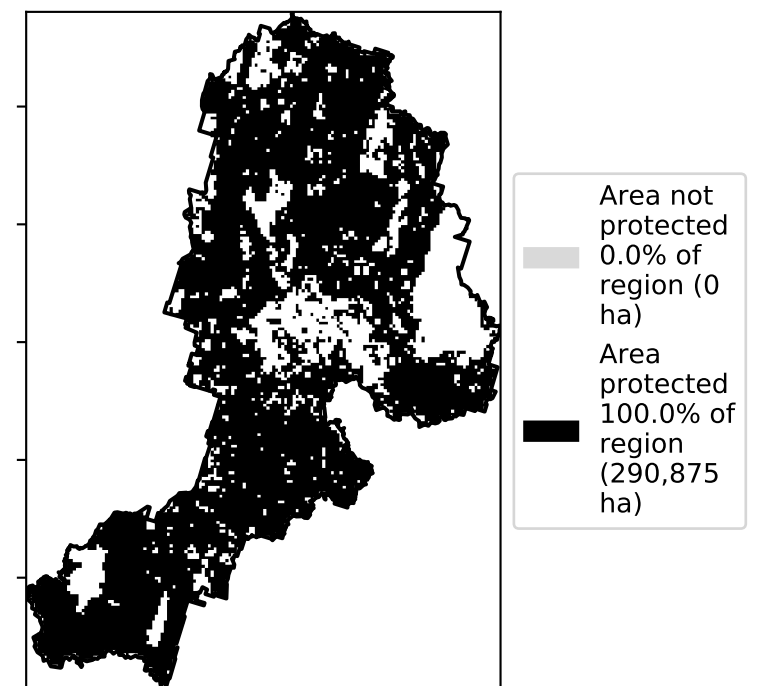 Area not
protected
0.0% of
region (0
ha)
Area
protected
100.0% of
region
(290,875
ha)